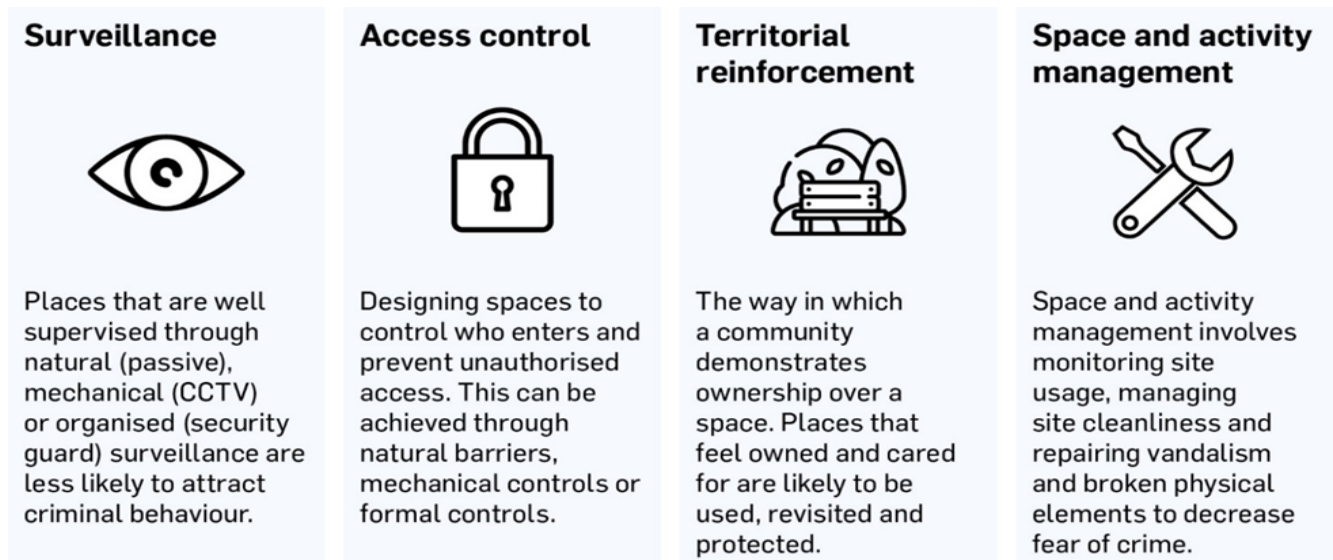 Surveillance
Places that are well
supervised through
natural (passive),
mechanical (CCTV)
or organised (security
guard) surveillance are
less likely to attract
criminal behaviour.
Access control
Designing spaces to
control who enters and
prevent unauthorised
access. This can be
achieved through
natural barriers,
mechanical controls or
formal controls.
Territorial
reinforcement
The way in which
a community
demonstrates
ownership over a
space. Places that
feel owned and cared
for are likely to be
used, revisited and
protected.
Space and activity
management
Space and activity
management involves
monitoring site
usage, managing
site cleanliness and
repairing vandalism
and broken physical
elements to decrease
fear of crime.